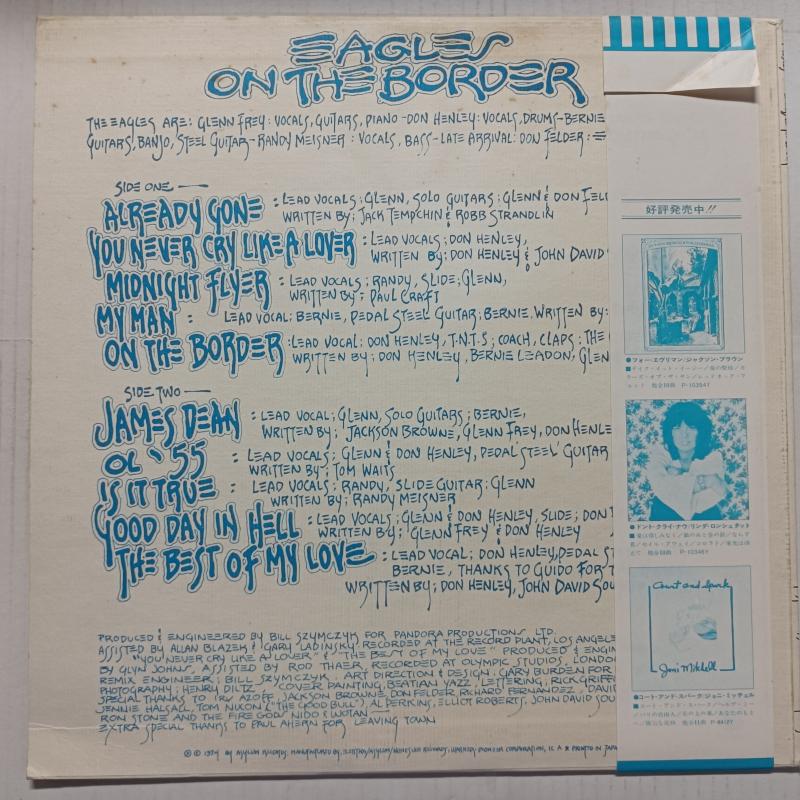 EAGLES
ON THE BORDER
THE EAGLES ARE: GLENN FREY: VOCALS, GUITARS, PIANO - DON HENLEY: VOCALS, DRUMS - BERNIE
GUITARS, BANJO, STEEL GUITAR - RANDY MEISNER: VOCALS, BASS - LATE ARRIVAL: DON FELDER:
SIDE ONE —
ALREADY GONE : LEAD VOCALS; GLENN, SOLO GUITARS; GLENN & DON FELD
WRITTEN BY; JACK TEMPCHIN & ROBB STRANDLIN
YOU NEVER CRY LIKE A LOVER : LEAD VOCALS; DON HENLEY,
WRITTEN BY: DON HENLEY & JOHN DAVID
MIDNIGHT FLYER : LEAD VOCALS; RANDY, SLIDE; GLENN,
WRITTEN BY; PAUL CRAFT
MY MAN : LEAD VOCAL: BERNIE, PEDAL STEEL GUITAR; BERNIE, WRITTEN BY:
ON THE BORDER : LEAD VOCAL: DON HENLEY, T.N.T.S; COACH, CLAPS: THE
WRITTEN BY; DON HENLEY, BERNIE LEADON, GLEN
SIDE TWO —
JAMES DEAN : LEAD VOCAL; GLENN, SOLO GUITARS; BERNIE,
WRITTEN BY; JACKSON BROWNE, GLENN FREY, DON HENLE
OL '55 : LEAD VOCALS; GLENN & DON HENLEY, PEDAL STEEL GUITAR
WRITTEN BY; TOM WAITS
IS IT TRUE : LEAD VOCALS: RANDY, SLIDE GUITAR: GLENN
WRITTEN BY; RANDY MEISNER
GOOD DAY IN HELL : LEAD VOCALS; GLENN & DON HENLEY, SLIDE; DON
WRITTEN BY; GLENN FREY & DON HENLEY
THE BEST OF MY LOVE : LEAD VOCAL; DON HENLEY, PEDAL ST
BERNIE, THANKS TO GUIDO FOR T
WRITTEN BY; DON HENLEY, JOHN DAVID SOU
PRODUCED & ENGINEERED BY BILL SZYMCZYK FOR PANDORA PRODUCTIONS LTD.
ASSISTED BY ALLAN BLAZEK & GARY LADINSKY. RECORDED AT THE RECORD PLANT, LOS ANGELE
"YOU NEVER CRY LIKE A LOVER" & "THE BEST OF MY LOVE" PRODUCED & ENGIN
BY GLYN JOHNS, ASSISTED BY ROD THAER, RECORDED AT OLYMPIC STUDIOS, LONDON
REMIX ENGINEER; BILL SZYMCZYK. ART DIRECTION & DESIGN: GARY BURDEN FOR
PHOTOGRAPHY; HENRY DILTZ. COVER PAINTING; BEATIAN YAZZ. LETTERING, RICK GRIFFI
SPECIAL THANKS TO IRV AZOFF, JACKSON BROWNE, DON FELDER, RICHARD FERNANDEZ, DAVID
JENNIE HALSALL, TOM NIXON ("THE GOOD BULL"), AL PERKINS, ELLIOT ROBERTS, JOHN DAVID SOU
RON STONE AND THE FIRE GOD NIDO & WOTAN
EXTRA SPECIAL THANKS TO PAUL AHERN FOR LEAVING TOWN
好評発売中!!
●フォー・エヴリマン/ジャクソン・ブラウン
P-10394Y
●ドント・クライ・ナウ/リンダ・ロンシュタット
Court and Spark
Joni Mitchell
●コート・アンド・スパーク/ジョニ・ミッチェル